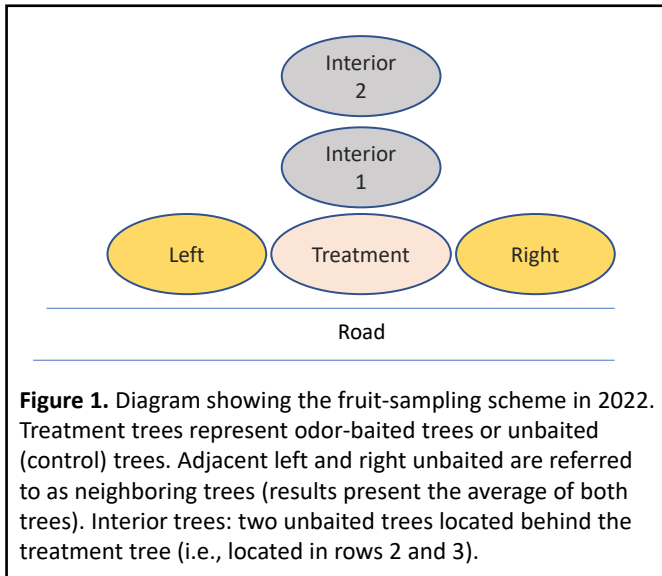 Interior
2
Interior
1
Left
Treatment
Right
Road
Figure 1. Diagram showing the fruit-sampling scheme in 2022.
Treatment trees represent odor-baited trees or unbaited
(control) trees. Adjacent left and right unbaited are referred
to as neighboring trees (results present the average of both
trees). Interior trees: two unbaited trees located behind the
treatment tree (i.e., located in rows 2 and 3).